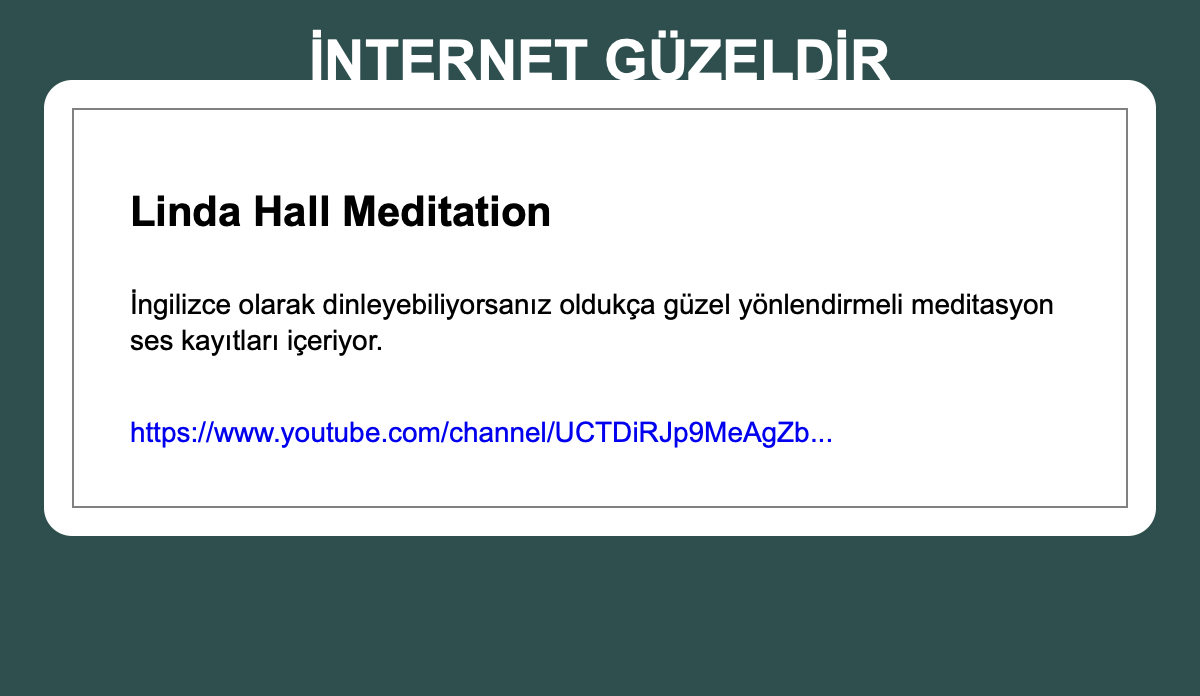 İNTERNET GÜZELDİR
Linda Hall Meditation
İngilizce olarak dinleyebiliyorsanız oldukça güzel yönlendirmeli meditasyon
ses kayıtları içeriyor.
https://www.youtube.com/channel/UCTDiRJp9MeAgZb...